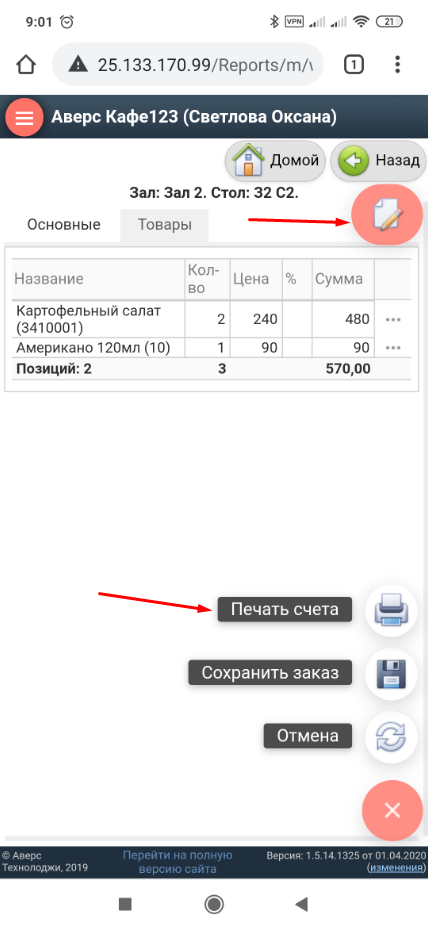 9:01 VPN 21
25.133.170.99/Reports/m/ 1
Аверс Кафе123 (Светлова Оксана)
Домой Назад
Зал: Зал 2. Стол: З2 С2.
Основные Товары
Название Кол-во Цена % Сумма
Картофельный салат (3410001) 2 240 480 •••
Американо 120мл (10) 1 90 90 •••
Позиций: 2 3 570,00
Печать счета
Сохранить заказ
Отмена
© Аверс Технолоджи, 2019
Перейти на полную версию сайта
Версия: 1.5.14.1325 от 01.04.2020 (изменения)